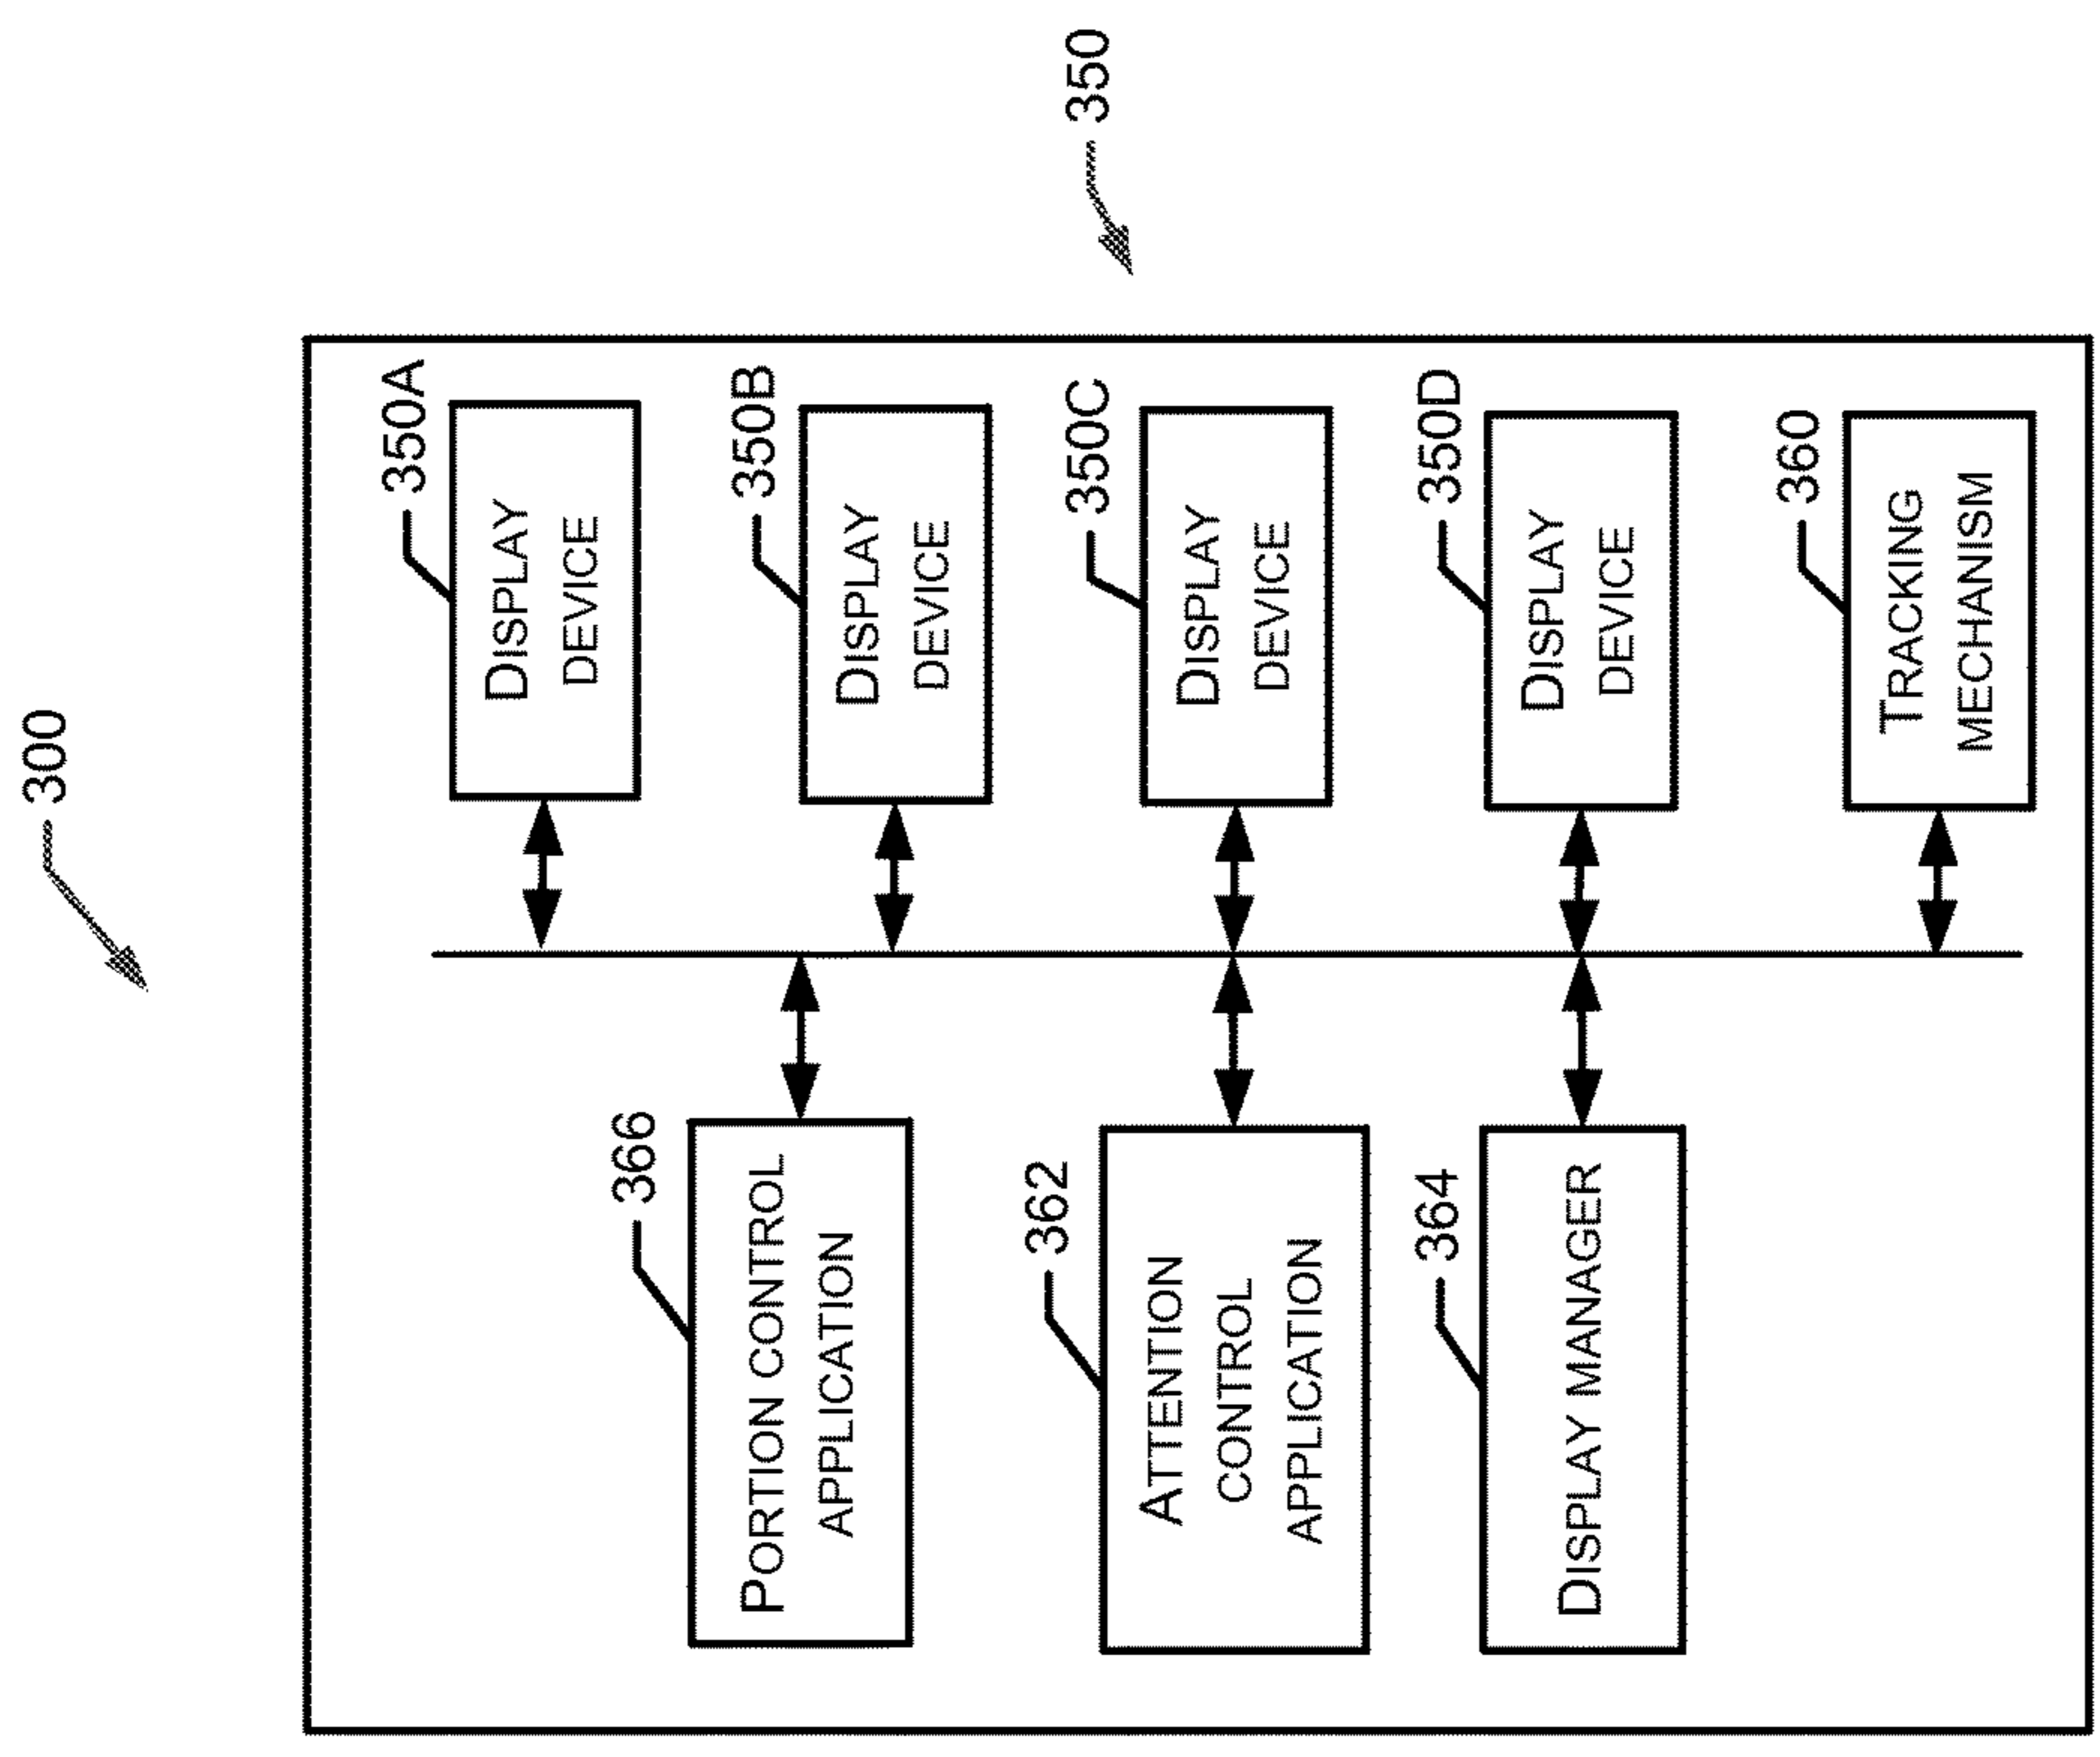 300
350
350A
DISPLAY
DEVICE
350B
DISPLAY
DEVICE
350C
DISPLAY
DEVICE
350D
DISPLAY
DEVICE
360
TRACKING
MECHANISM
366
PORTION CONTROL
APPLICATION
362
ATTENTION
CONTROL
APPLICATION
364
DISPLAY MANAGER